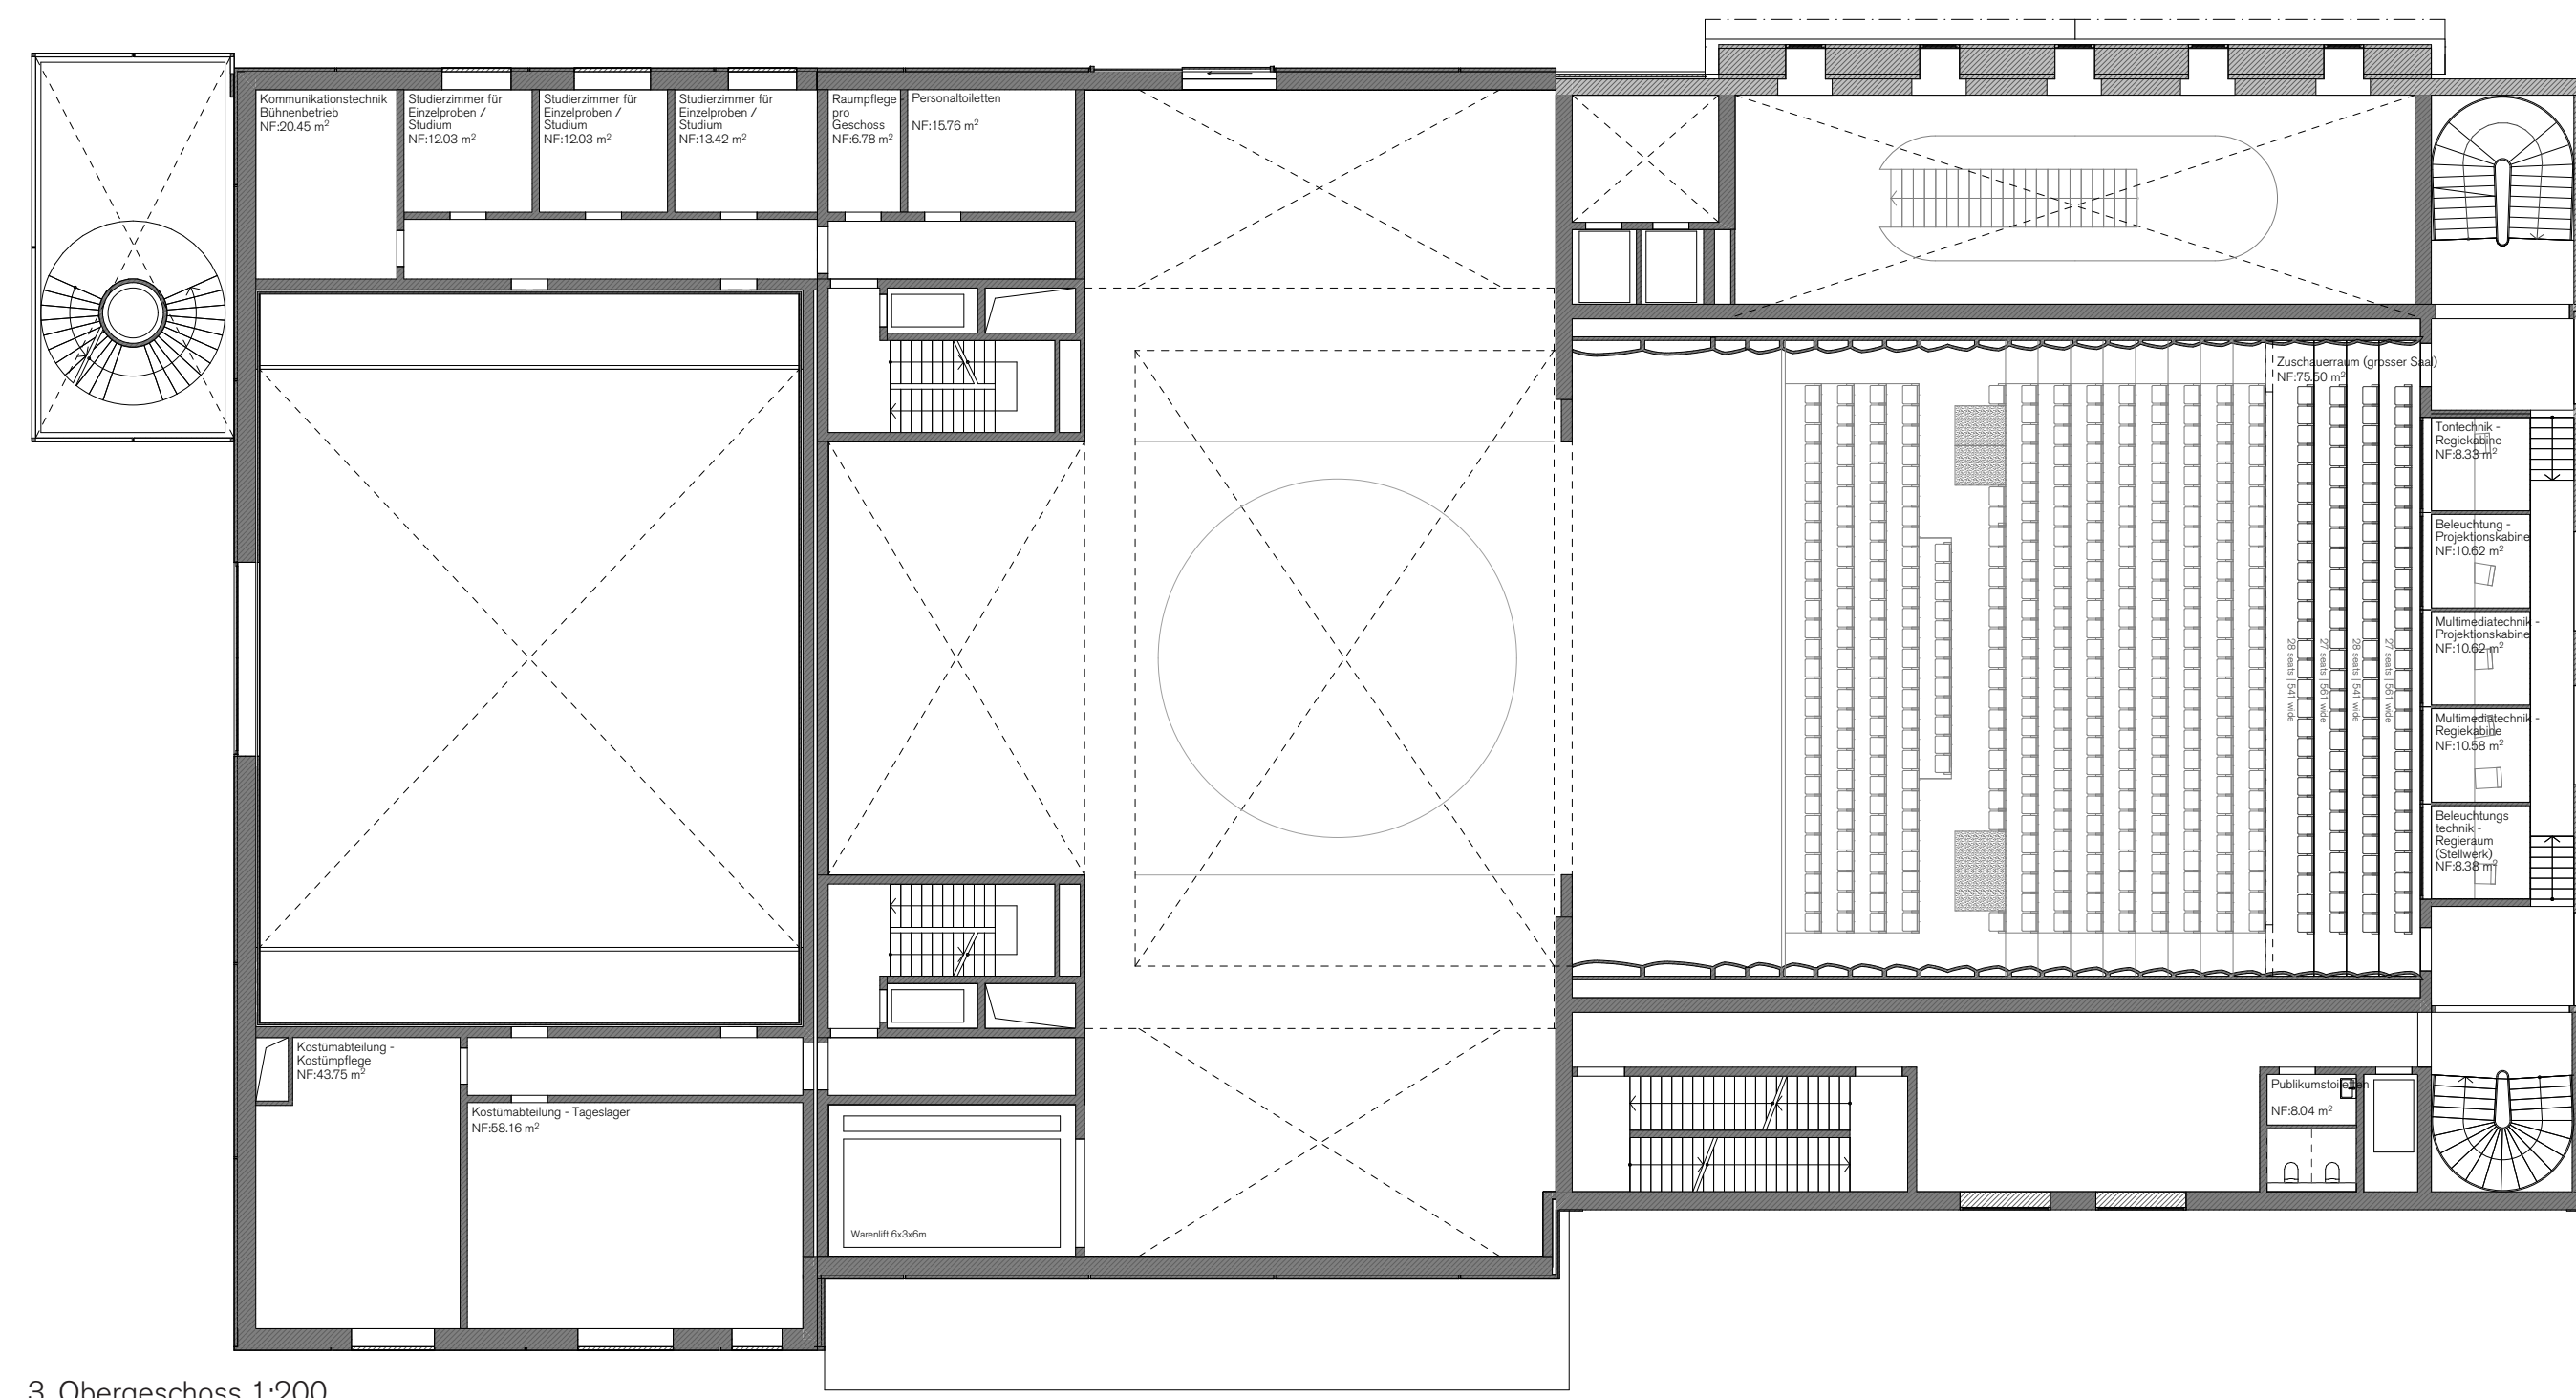 Kommunikationstechnik
Bühnenbetrieb
NF:20.45 m²
Studierzimmer für
Einzelproben /
Studium
NF:12.03 m²
Studierzimmer für
Einzelproben /
Studium
NF:12.03 m²
Studierzimmer für
Einzelproben /
Studium
NF:13.42 m²
Raumpflege -
pro
Geschoss
NF:6.78 m²
Personaltoiletten
NF:15.76 m²
Zuschauerraum (grosser Saal)
NF:75.50 m²
Tontechnik -
Regiekabine
NF:8.33 m²
Beleuchtung -
Projektionskabine
NF:10.62 m²
Multimediatechnik -
Projektionskabine
NF:10.62 m²
Multimediatechnik -
Regiekabine
NF:10.58 m²
Beleuchtungs
technik -
Regieraum
(Stellwerk)
NF:8.38 m²
28 seats | 541 wide
27 seats | 561 wide
28 seats | 541 wide
27 seats | 561 wide
Kostümabteilung -
Kostümpflege
NF:43.75 m²
Kostümabteilung - Tageslager
NF:58.16 m²
Warenlift 6x3x6m
Publikumstoiletten
NF:8.04 m²
3. Obergeschoss 1:200